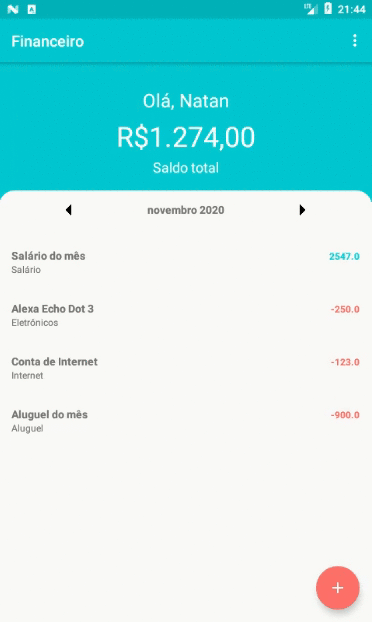 LTE 21:44
Financeiro
Olá, Natan
R$1.274,00
Saldo total
novembro 2020
Salário do mês 2547.0
Salário
Alexa Echo Dot 3 -250.0
Eletrônicos
Conta de Internet -123.0
Internet
Aluguel do mês -900.0
Aluguel
+